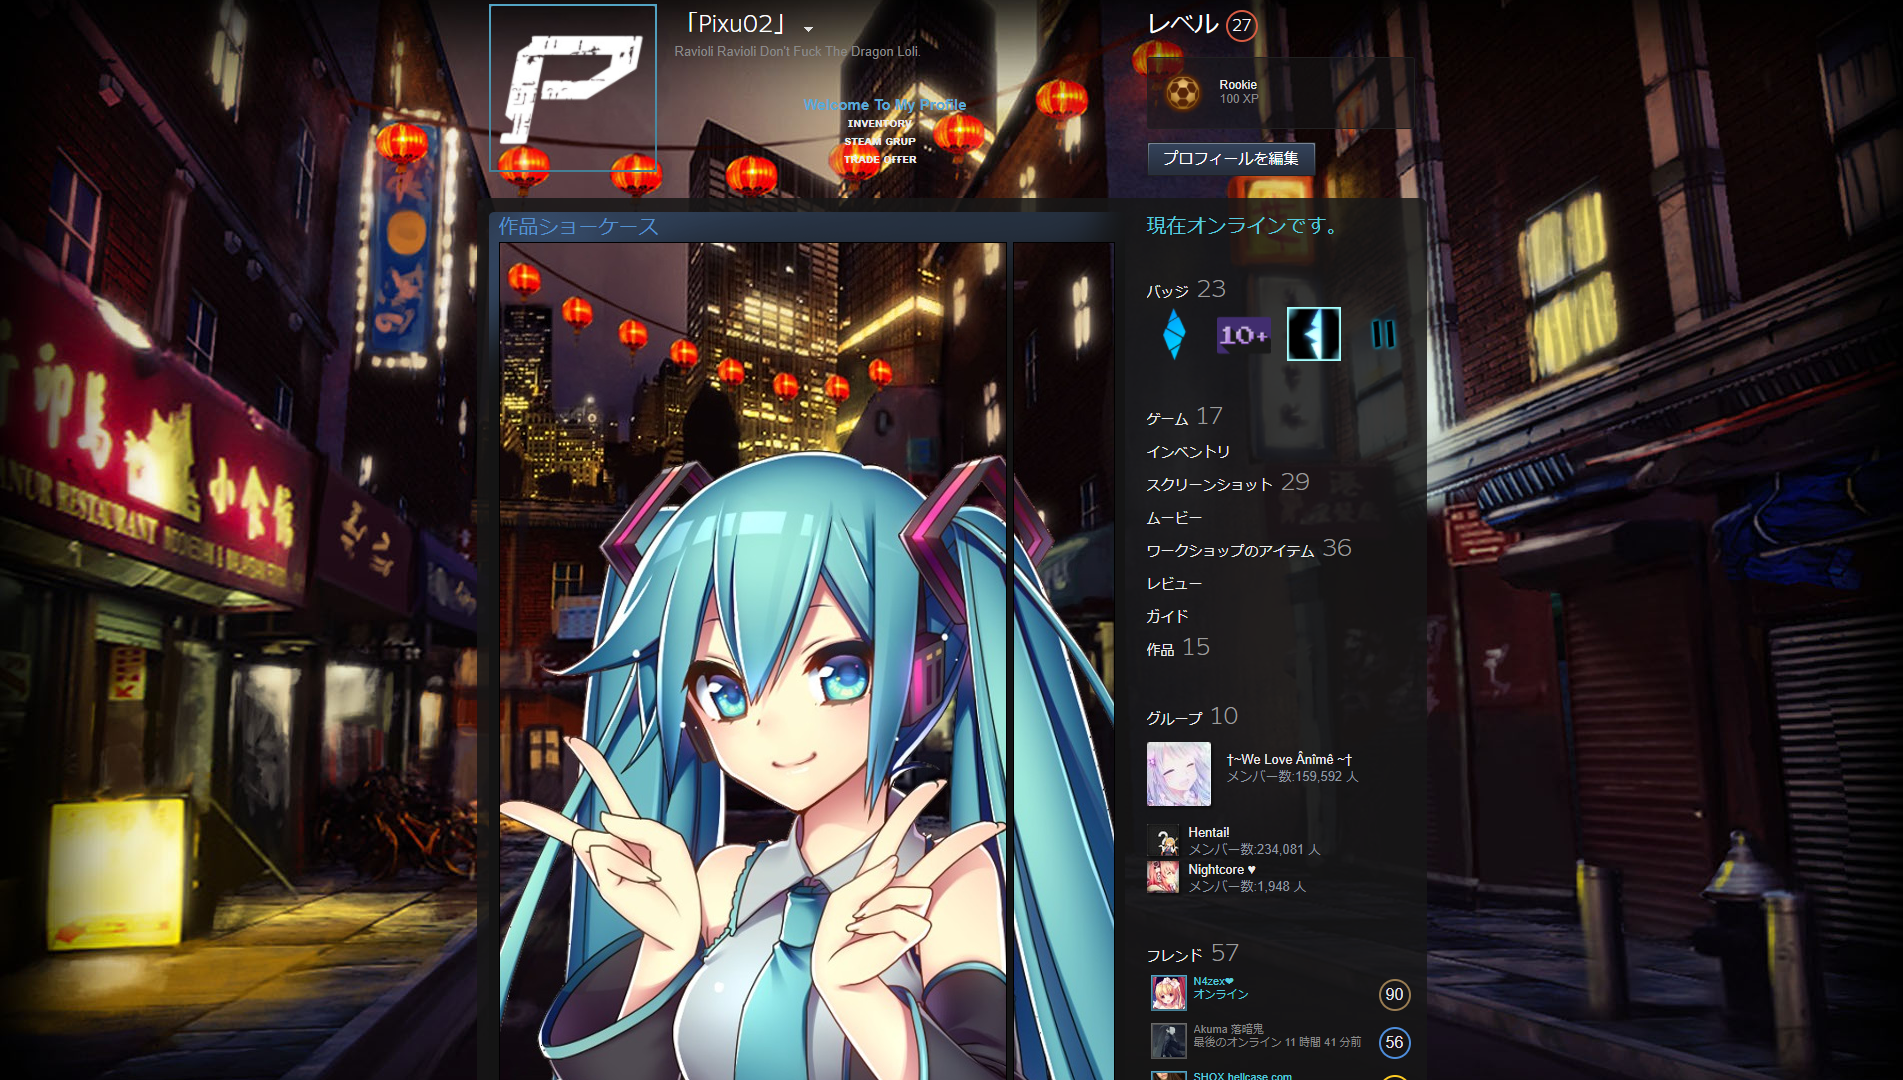 「Pixu02」
Ravioli Ravioli Don't Fuck The Dragon Loli.
Welcome To My Profile
INVENTORY
STEAM GRUP
TRADE OFFER
レベル 27
Rookie
100 XP
プロフィールを編集
作品ショーケース
現在オンラインです。
バッジ 23
10+
ゲーム 17
インベントリ
スクリーンショット 29
ムービー
ワークショップのアイテム 36
レビュー
ガイド
作品 15
グループ 10
†~We Love Ânîmê ~†
メンバー数:159,592 人
Hentai!
メンバー数:234,081 人
Nightcore ♥
メンバー数:1,948 人
フレンド 57
N4zex❤
オンライン
90
Akuma 落暗鬼
最後のオンライン 11 時間 41 分前
56
SHOX hellcase.com
小食館
RESTAURANT